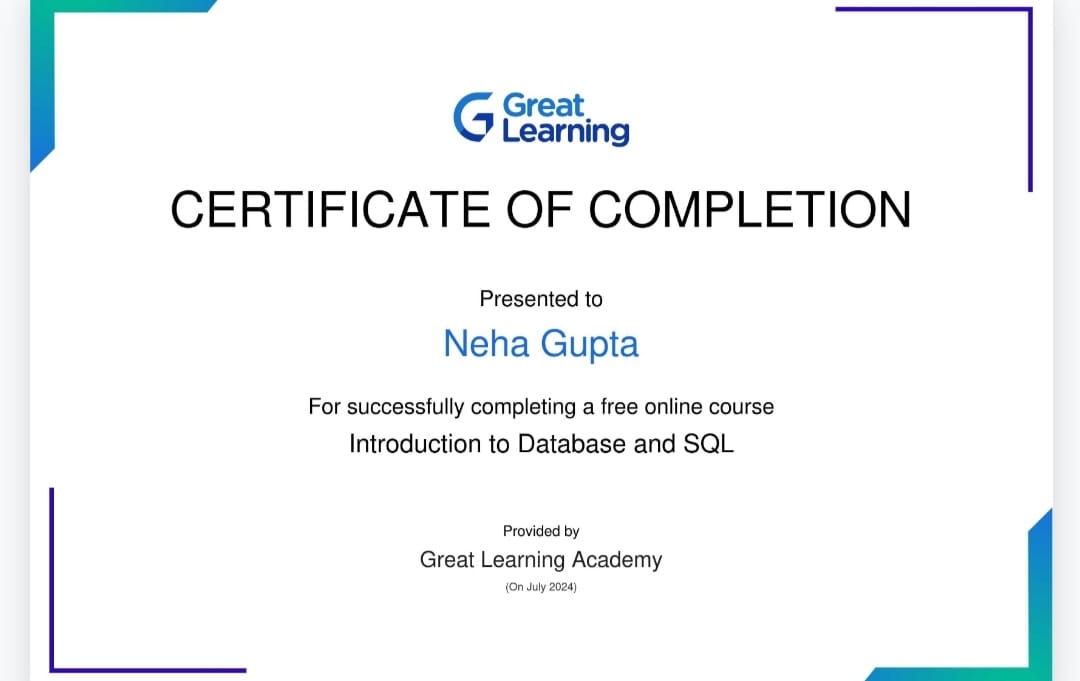 Great
Learning
CERTIFICATE OF COMPLETION
Presented to
Neha Gupta
For successfully completing a free online course
Introduction to Database and SQL
Provided by
Great Learning Academy
(On July 2024)